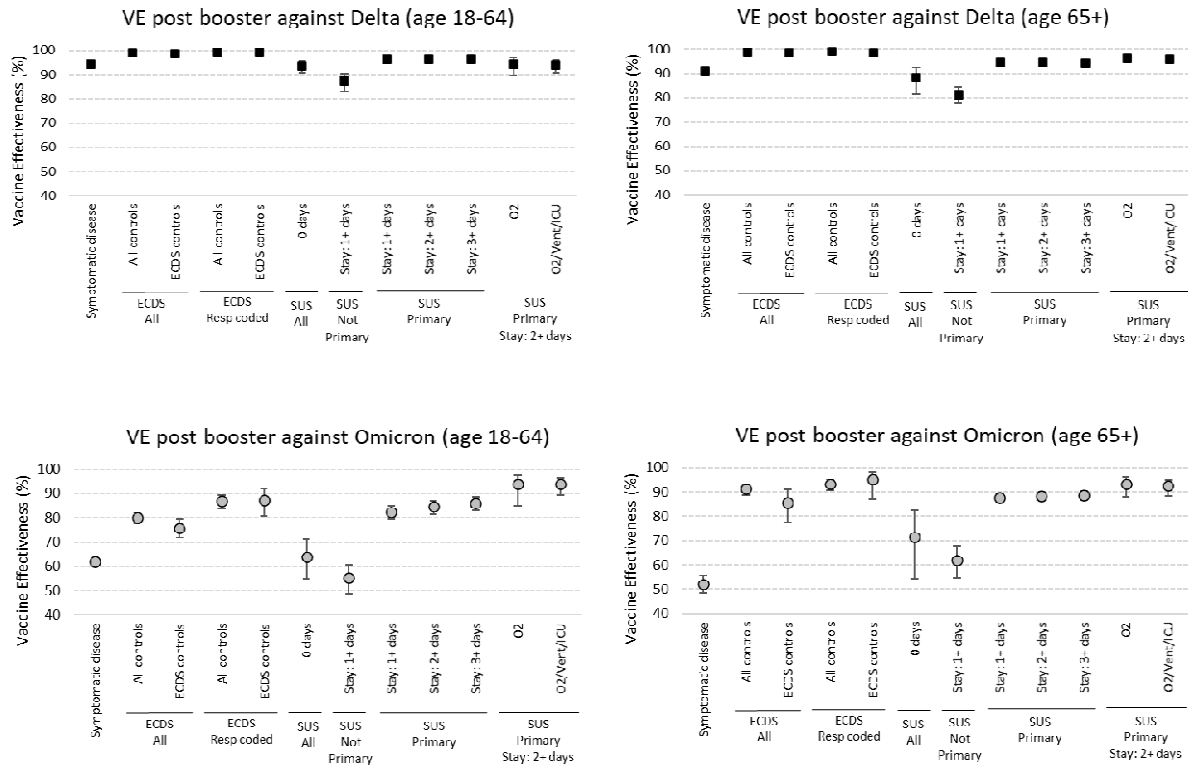 VE post booster against Delta (age 18-64)
Vaccine Effectiveness (%)
100
90
80
70
60
50
40
Symptomatic disease
All controls
ECDS controls
All controls
ECDS controls
0 days
Stay: 1+ days
Stay: 1+ days
Stay: 2+ days
Stay: 3+ days
O2
O2/Vent/ICU
ECDS
All
ECDS
Resp coded
SUS
All
SUS
Not
Primary
SUS
Primary
SUS
Primary
Stay: 2+ days
VE post booster against Delta (age 65+)
Vaccine Effectiveness (%)
100
90
80
70
60
50
40
Symptomatic disease
All controls
ECDS controls
All controls
ECDS controls
0 days
Stay: 1+ days
Stay: 1+ days
Stay: 2+ days
Stay: 3+ days
O2
O2/Vent/ICU
ECDS
All
ECDS
Resp coded
SUS
All
SUS
Not
Primary
SUS
Primary
SUS
Primary
Stay: 2+ days
VE post booster against Omicron (age 18-64)
Vaccine Effectiveness (%)
100
90
80
70
60
50
40
Symptomatic disease
All controls
ECDS controls
All controls
ECDS controls
0 days
Stay: 1+ days
Stay: 1+ days
Stay: 2+ days
Stay: 3+ days
O2
O2/Vent/ICU
ECDS
All
ECDS
Resp coded
SUS
All
SUS
Not
Primary
SUS
Primary
SUS
Primary
Stay: 2+ days
VE post booster against Omicron (age 65+)
Vaccine Effectiveness (%)
100
90
80
70
60
50
40
Symptomatic disease
All controls
ECDS controls
All controls
ECDS controls
0 days
Stay: 1+ days
Stay: 1+ days
Stay: 2+ days
Stay: 3+ days
O2
O2/Vent/ICU
ECDS
All
ECDS
Resp coded
SUS
All
SUS
Not
Primary
SUS
Primary
SUS
Primary
Stay: 2+ days